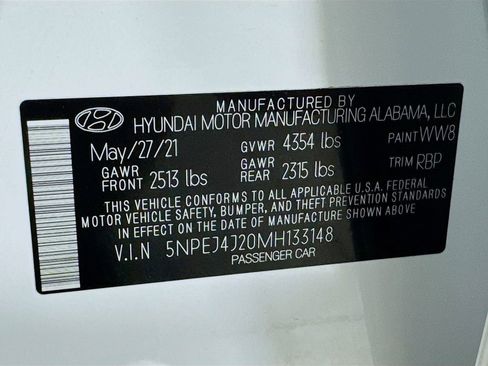 MANUFACTURED BY
HYUNDAI MOTOR MANUFACTURING ALABAMA, LLC
May/27/21 GVWR 4354 lbs PAINT WW8
GAWR FRONT 2513 lbs GAWR REAR 2315 lbs TRIM RBP
THIS VEHICLE CONFORMS TO ALL APPLICABLE U.S.A. FEDERAL
MOTOR VEHICLE SAFETY, BUMPER, AND THEFT PREVENTION STANDARDS
IN EFFECT ON THE DATE OF MANUFACTURE SHOWN ABOVE
V.I.N 5NPEJ4J20MH133148
PASSENGER CAR